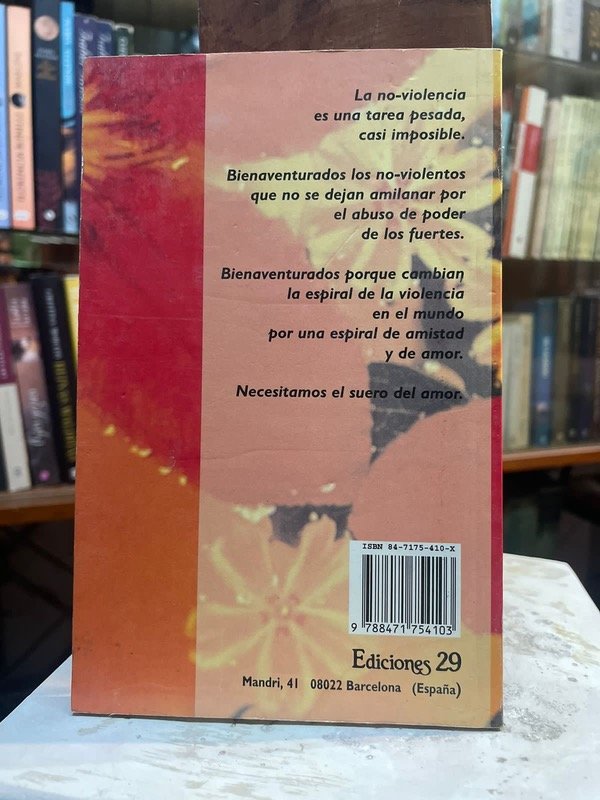 La no-violencia
es una tarea pesada,
casi imposible.
Bienaventurados los no-violentos
que no se dejan amilanar por
el abuso de poder
de los fuertes.
Bienaventurados porque cambian
la espiral de la violencia
en el mundo
por una espiral de amistad
y de amor.
Necesitamos el suero del amor.
ISBN 84-7175-410-X
9 788471 754103
Ediciones 29
Mandri, 41 08022 Barcelona (España)